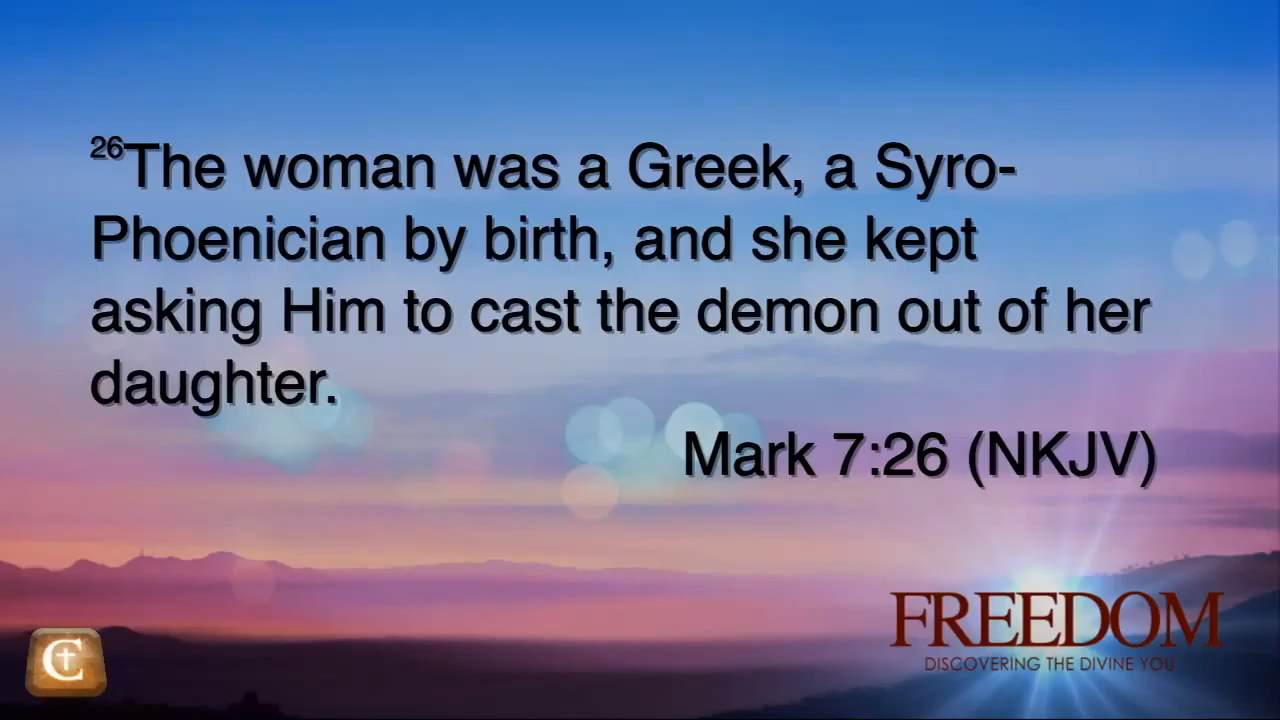 26The woman was a Greek, a Syro-
Phoenician by birth, and she kept
asking Him to cast the demon out of her
daughter.
Mark 7:26 (NKJV)
FREEDOM
DISCOVERING THE DIVINE YOU
C